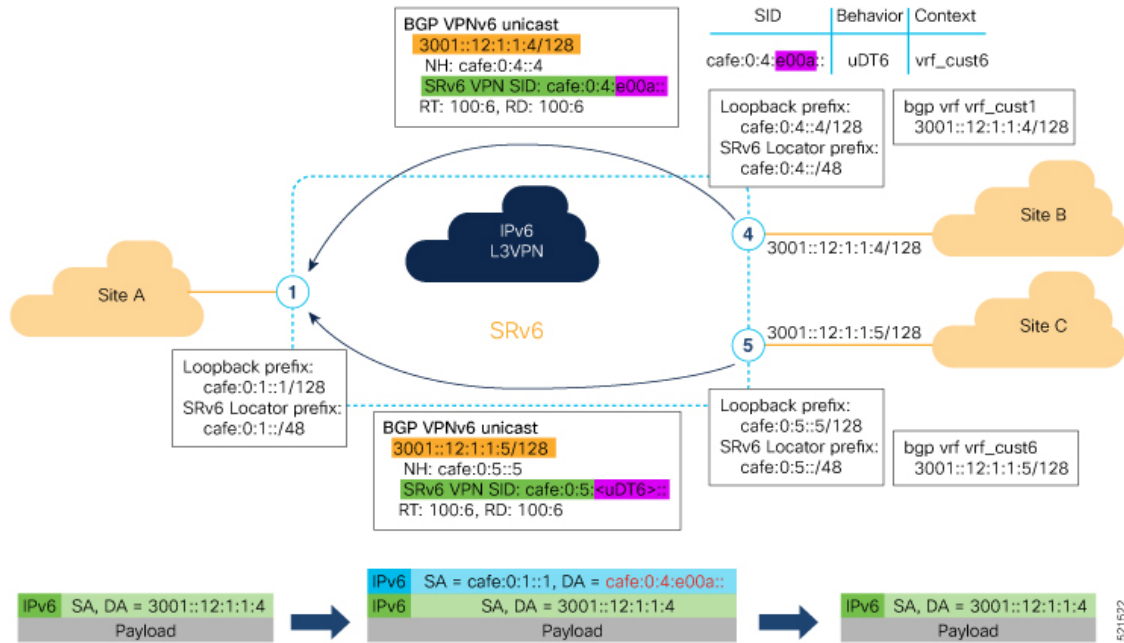 BGP VPNv6 unicast
3001::12:1:1:4/128
NH: cafe:0:4::4
SRv6 VPN SID: cafe:0:4:e00a::
RT: 100:6, RD: 100:6
SID Behavior Context
cafe:0:4:e00a:: uDT6 vrf_cust6
Loopback prefix:
cafe:0:4::4/128
SRv6 Locator prefix:
cafe:0:4::/48
bgp vrf vrf_cust1
3001::12:1:1:4/128
IPv6
L3VPN
4
3001::12:1:1:4/128
Site B
Site A
1
SRv6
5
3001::12:1:1:5/128
Site C
Loopback prefix:
cafe:0:1::1/128
SRv6 Locator prefix:
cafe:0:1::/48
BGP VPNv6 unicast
3001::12:1:1:5/128
NH: cafe:0:5::5
SRv6 VPN SID: cafe:0:5:<uDT6>::
RT: 100:6, RD: 100:6
Loopback prefix:
cafe:0:5::5/128
SRv6 Locator prefix:
cafe:0:5::/48
bgp vrf vrf_cust6
3001::12:1:1:5/128
IPv6 SA, DA = 3001::12:1:1:4
Payload
IPv6 SA = cafe:0:1::1, DA = cafe:0:4:e00a::
IPv6 SA, DA = 3001::12:1:1:4
Payload
IPv6 SA, DA = 3001::12:1:1:4
Payload
521522